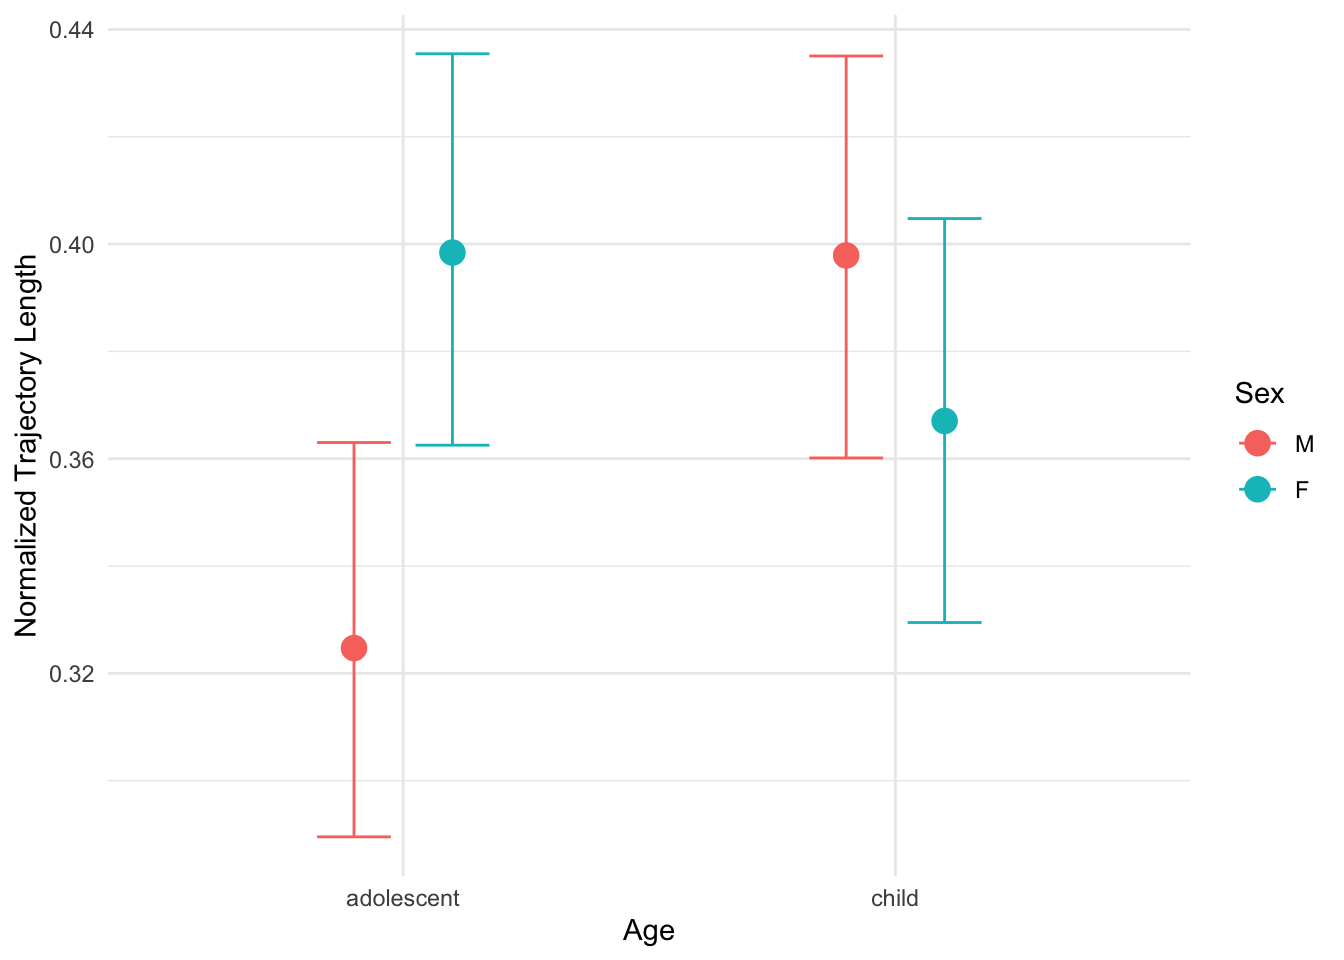 Normalized Trajectory Length
0.44
0.40
0.36
0.32
adolescent
child
Age
Sex
M
F